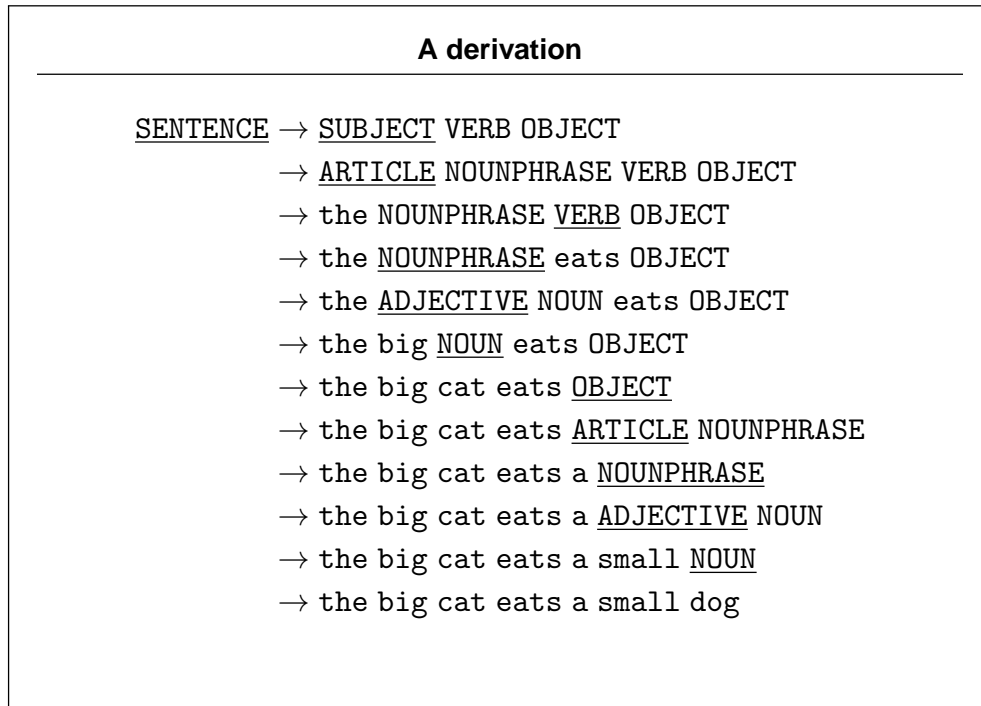 A derivation
SENTENCE → SUBJECT VERB OBJECT
→ ARTICLE NOUNPHRASE VERB OBJECT
→ the NOUNPHRASE VERB OBJECT
→ the NOUNPHRASE eats OBJECT
→ the ADJECTIVE NOUN eats OBJECT
→ the big NOUN eats OBJECT
→ the big cat eats OBJECT
→ the big cat eats ARTICLE NOUNPHRASE
→ the big cat eats a NOUNPHRASE
→ the big cat eats a ADJECTIVE NOUN
→ the big cat eats a small NOUN
→ the big cat eats a small dog